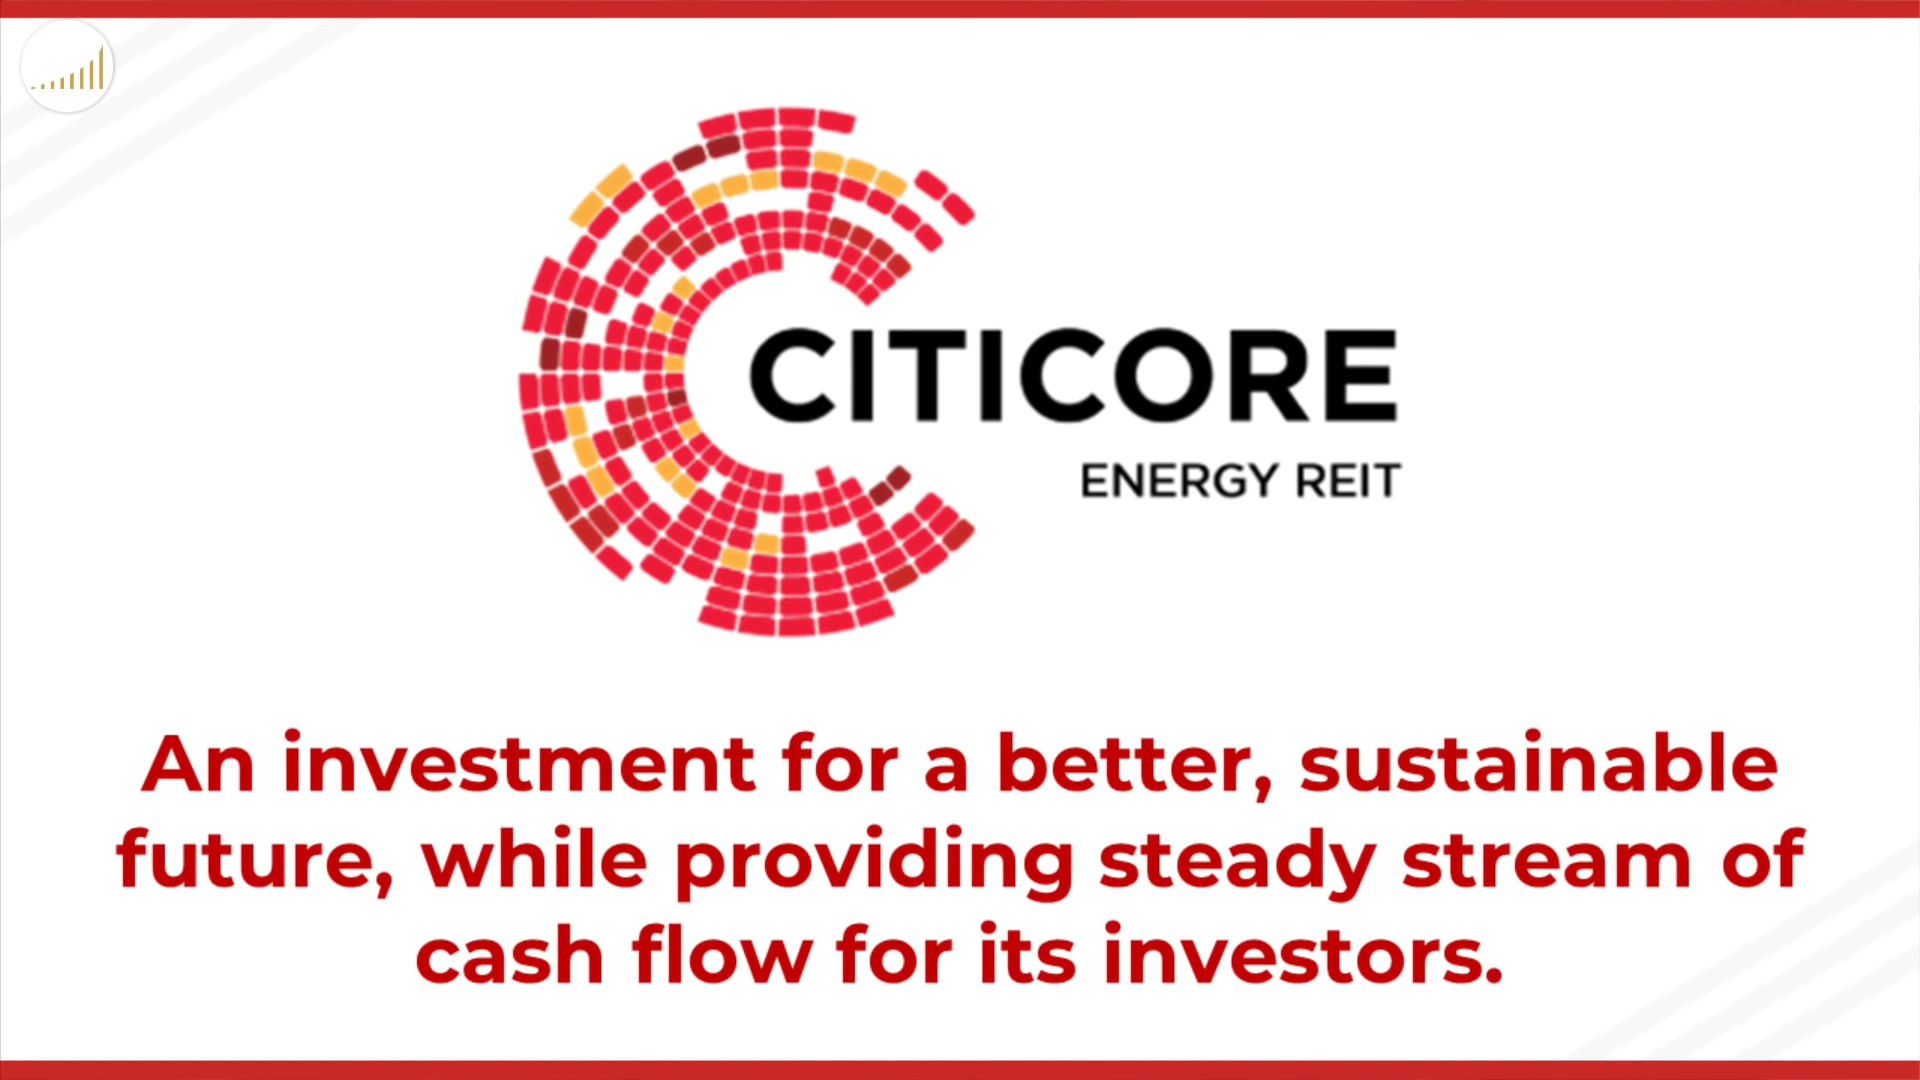 CITICORE
ENERGY REIT
An investment for a better, sustainable
future, while providing steady stream of
cash flow for its investors.